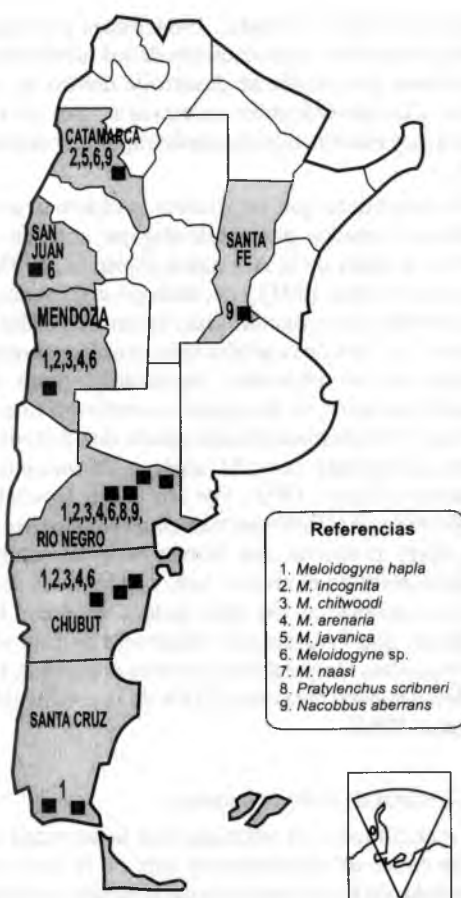 CATAMARCA
2,5,6,9
SAN
JUAN
6
SANTA
FE
9
MENDOZA
1,2,3,4,6
1,2,3,4,6,8,9
RIO NEGRO
1,2,3,4,6
CHUBUT
SANTA CRUZ
1
Referencias
1. Meloidogyne hapla
2. M. incognita
3. M. chitwoodi
4. M. arenaria
5. M. javanica
6. Meloidogyne sp.
7. M. naasi
8. Pratylenchus scribneri
9. Nacobbus aberrans